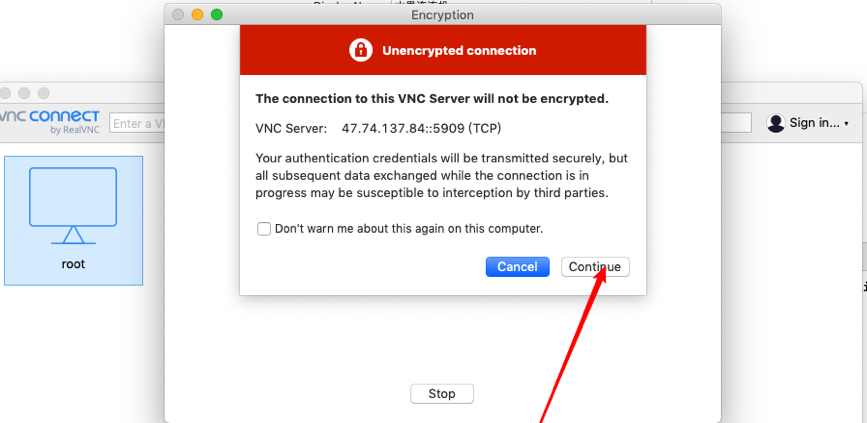 Encryption
Unencrypted connection
The connection to this VNC Server will not be encrypted.
VNC Server: 47.74.137.84::5909 (TCP)
Your authentication credentials will be transmitted securely, but
all subsequent data exchanged while the connection is in
progress may be susceptible to interception by third parties.
Don't warn me about this again on this computer.
Cancel
Continue
Stop
VNC CONNECT
by RealVNC
Enter a V
Sign in...
root